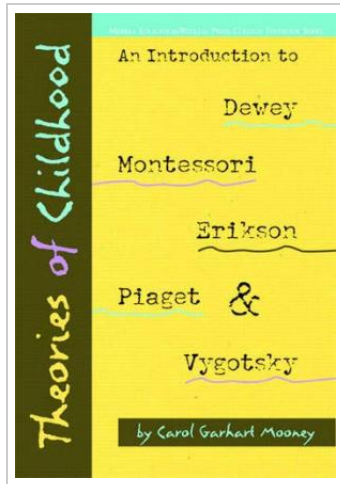 Theories of Childhood
An Introduction to
Dewey
Montessori
Erikson
Piaget &
Vygotsky
by Carol Garhart Mooney